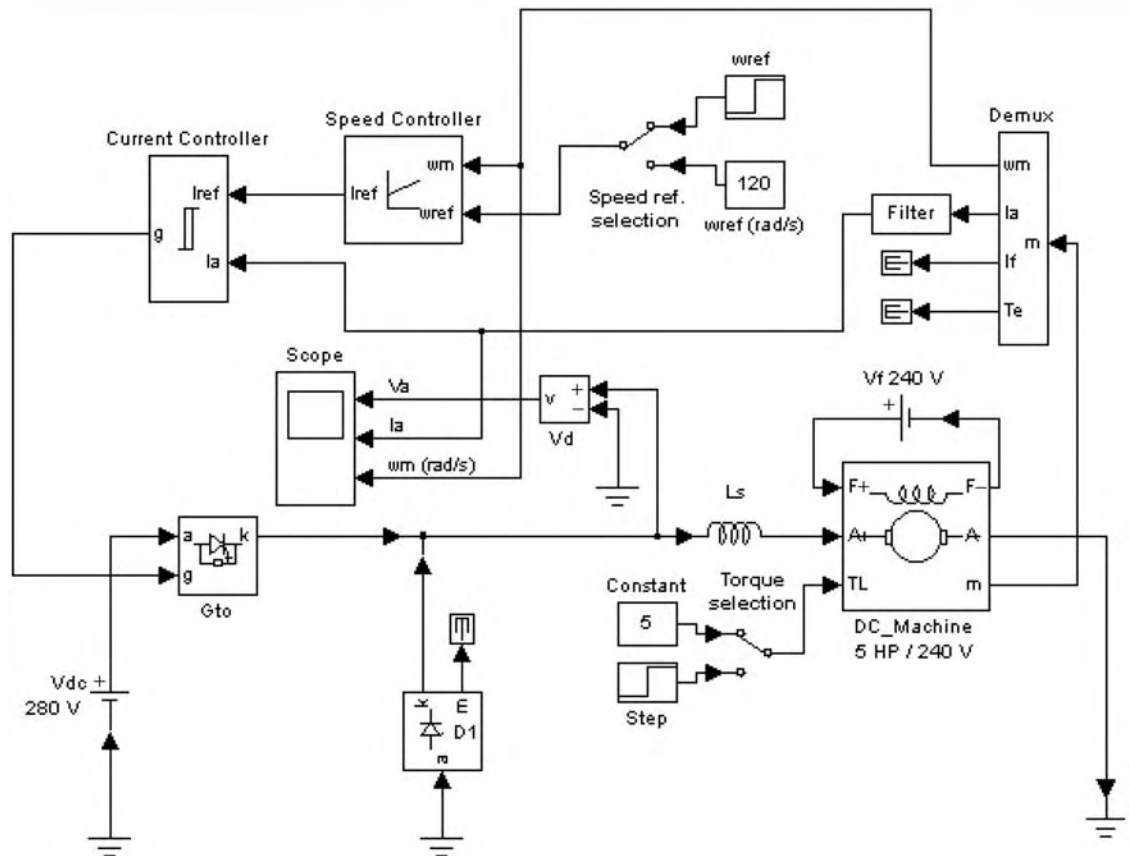 wref
Demux
Speed Controller
Current Controller
wm
wm
Iref
Iref
120
Filter
Ia
wref
Speed ref.
selection
g
wref (rad/s)
m
Ia
If
Te
Scope
Va
v
+
−
Vf 240 V
+
Ia
Vd
wm (rad/s)
F+
F−
Ls
a
k
A+
A-
Constant
Torque
selection
g
TL
m
Gto
5
DC_Machine
5 HP / 240 V
Vdc +
280 V
k
m
D1
a
Step